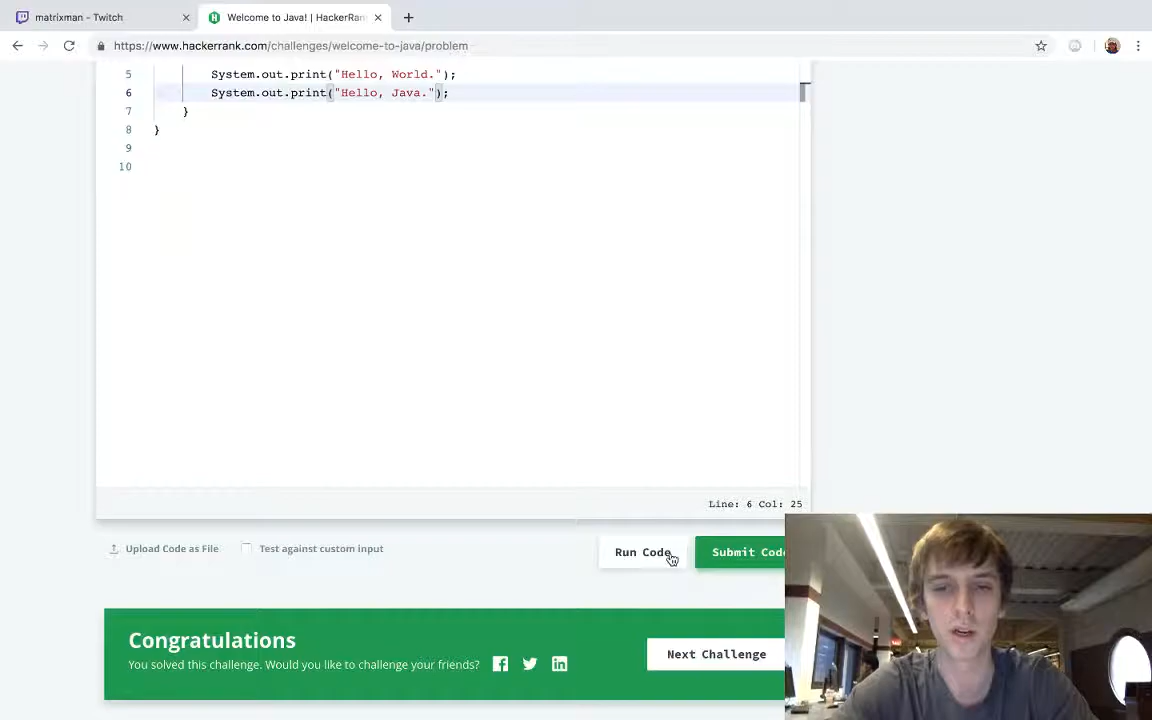 matrixman - Twitch
Welcome to Java! | HackerRan
https://www.hackerrank.com/challenges/welcome-to-java/problem
5 System.out.print("Hello, World.");
6 System.out.print("Hello, Java.");
7 }
8 }
9
10
Line: 6 Col: 25
Upload Code as File
Test against custom input
Run Code
Submit Code
Congratulations
You solved this challenge. Would you like to challenge your friends?
Next Challenge